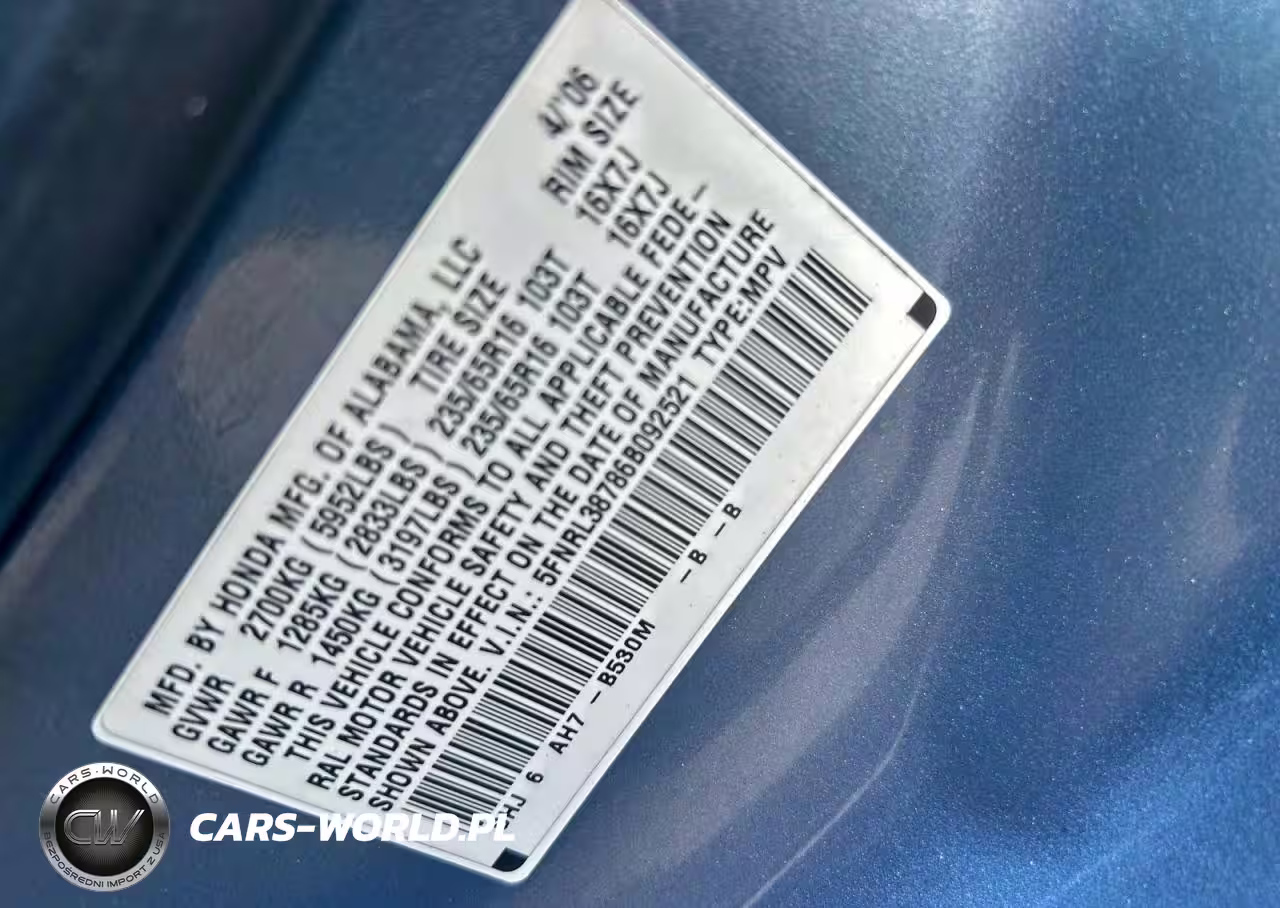 MFD. BY HONDA MFG. OF ALABAMA, LLC 4/'06
GVWR 2700KG ( 5952LBS ) TIRE SIZE RIM SIZE
GAWR F 1285KG ( 2833LBS ) 235/65R16 103T 16X7J
GAWR R 1450KG ( 3197LBS ) 235/65R16 103T 16X7J
THIS VEHICLE CONFORMS TO ALL APPLICABLE FEDE–
RAL MOTOR VEHICLE SAFETY AND THEFT PREVENTION
STANDARDS IN EFFECT ON THE DATE OF MANUFACTURE
SHOWN ABOVE. V.I.N.: 5FNRL38786B092521 TYPE:MPV
6 AH7 – B530M – B – B
CARS-WORLD
CW
BEZPOŚREDNI IMPORT Z USA
CARS-WORLD.PL